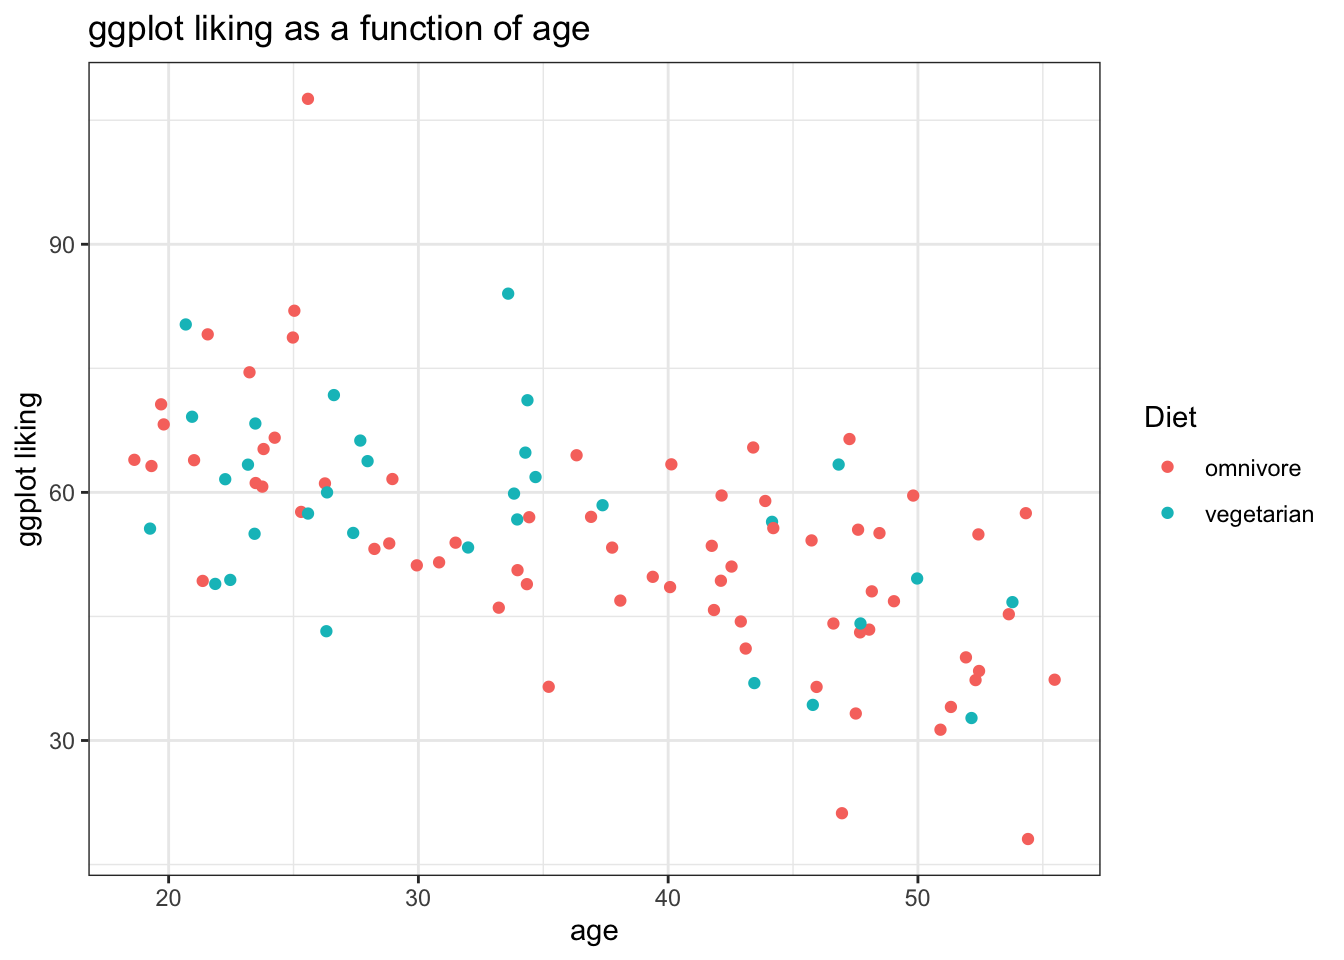 ggplot liking as a function of age
ggplot liking
90
60
30
20
30
40
50
age
Diet
omnivore
vegetarian